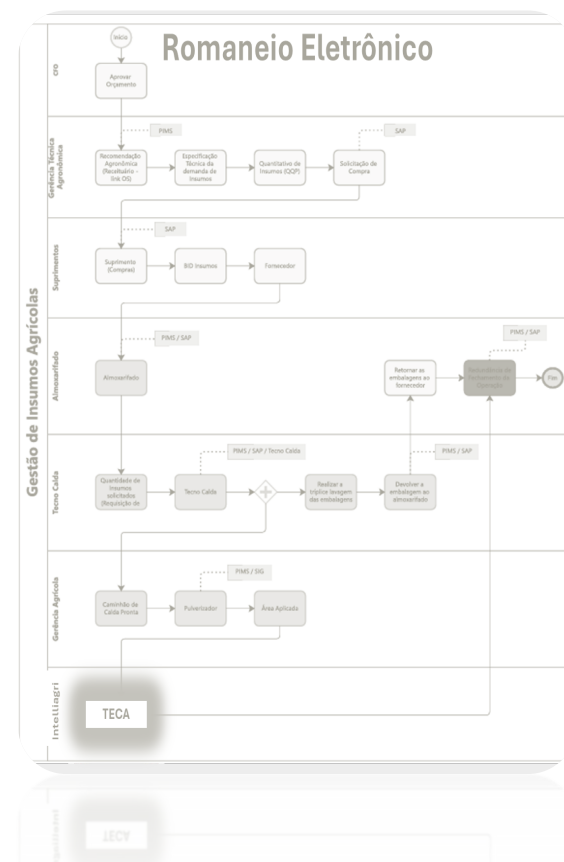 Romaneio Eletrônico
Gestão de Insumos Agrícolas
CFO
Início
Aprovar
Orçamento
Gerência Técnica
Agronômica
PIMS
SAP
Recomendação
Agronômica
(Receituário -
link OS)
Especificação
Técnica da
demanda de
insumos
Quantitativo de
Insumos (QQP)
Solicitação de
Compra
Suprimentos
SAP
Suprimento
(Compras)
BID Insumos
Fornecedor
Almoxarifado
PIMS / SAP
PIMS / SAP
Almoxarifado
Retornar as
embalagens ao
fornecedor
Fim
Tecno Calda
PIMS / SAP / Tecno Calda
PIMS / SAP
Quantidade de
Insumos
solicitados
(Requisição de
Tecno Calda
Realizar a
tríplice lavagem
das embalagens
Devolver a
embalagem ao
almoxarifado
Gerência Agrícola
PIMS / SIG
Caminhão de
Calda Pronta
Pulverizador
Área Aplicada
Intelliagri
TECA